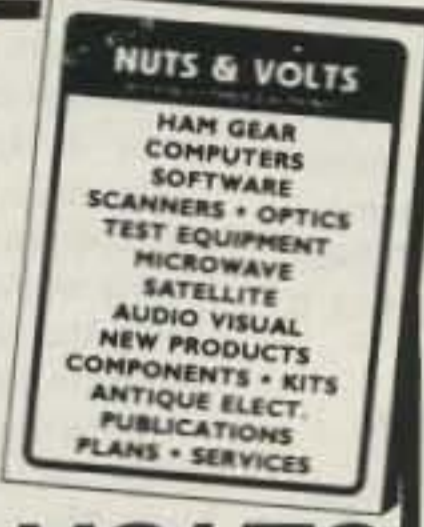 NUTS & VOLTS
HAM GEAR
COMPUTERS
SOFTWARE
SCANNERS • OPTICS
TEST EQUIPMENT
MICROWAVE
SATELLITE
AUDIO VISUAL
NEW PRODUCTS
COMPONENTS • KITS
ANTIQUE ELECT.
PUBLICATIONS
PLANS • SERVICES